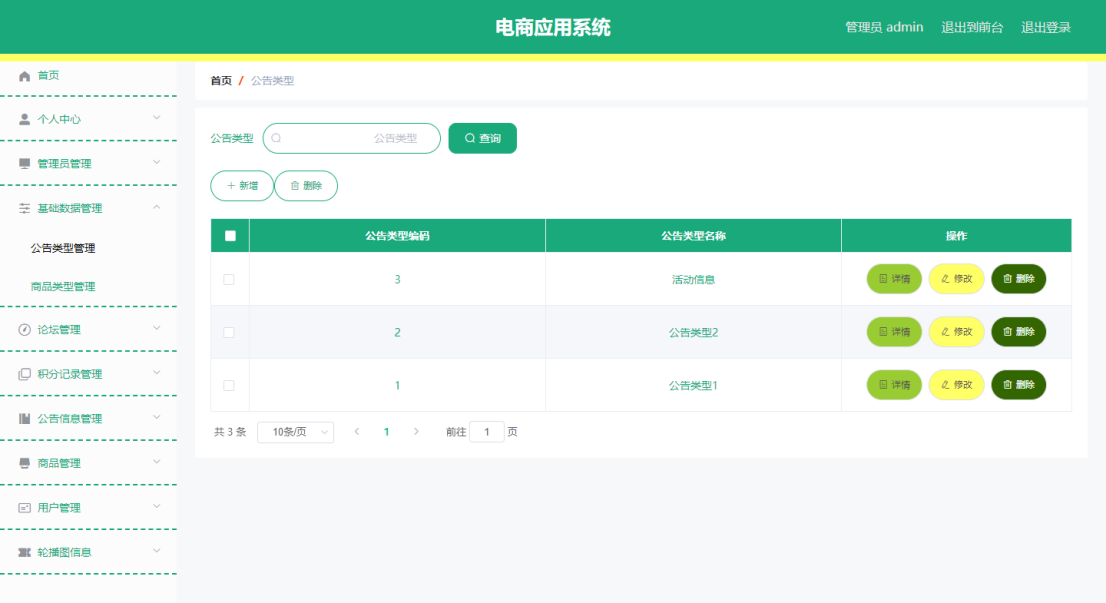 电商应用系统
管理员 admin 退出到前台 退出登录
首页
个人中心
管理员管理
基础数据管理
公告类型管理
商品类型管理
论坛管理
积分记录管理
公告信息管理
商品管理
用户管理
轮播图信息
首页 / 公告类型
公告类型 公告类型 查询
新增 删除
公告类型编码 公告类型名称 操作
3 活动信息 详情 修改 删除
2 公告类型2 详情 修改 删除
1 公告类型1 详情 修改 删除
共 3 条 10条/页 1 前往 1 页